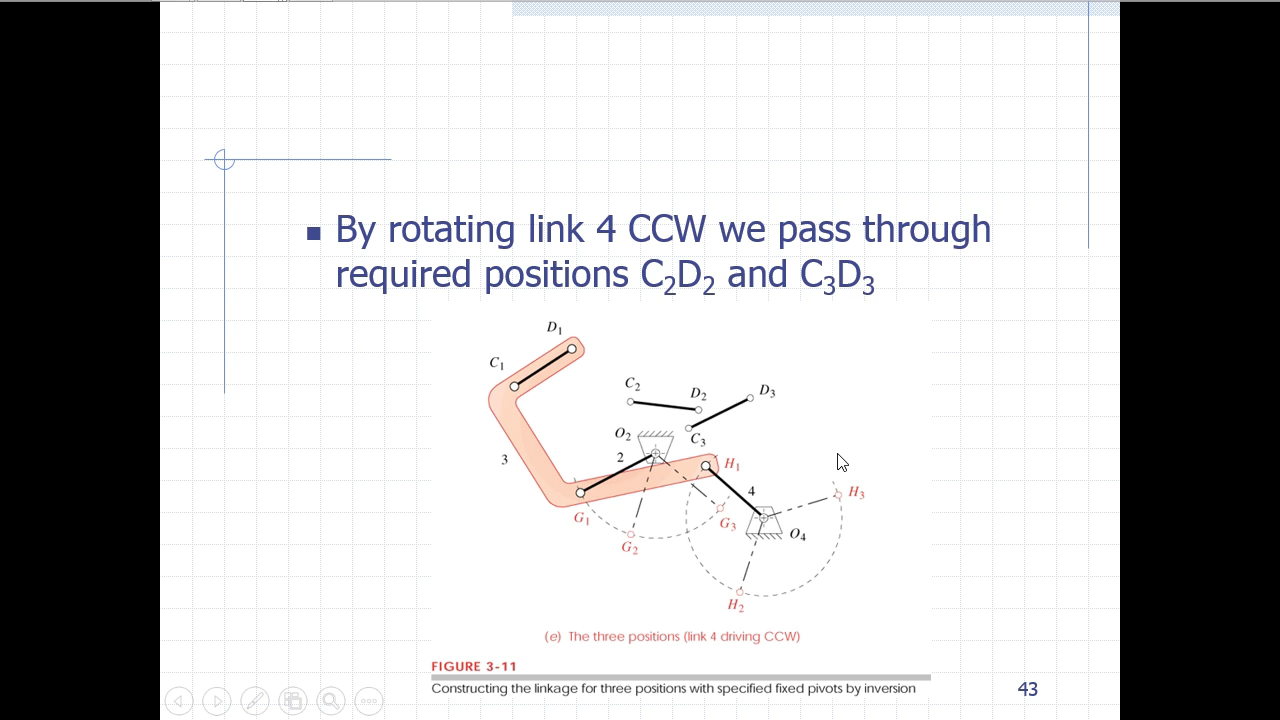 By rotating link 4 CCW we pass through
required positions C₂D₂ and C₃D₃
D₁
C₁
C₂
D₂
D₃
O₂
C₃
3
2
H₁
4
H₃
G₁
G₃
O₄
G₂
H₂
(e) The three positions (link 4 driving CCW)
FIGURE 3-11
Constructing the linkage for three positions with specified fixed pivots by inversion
43